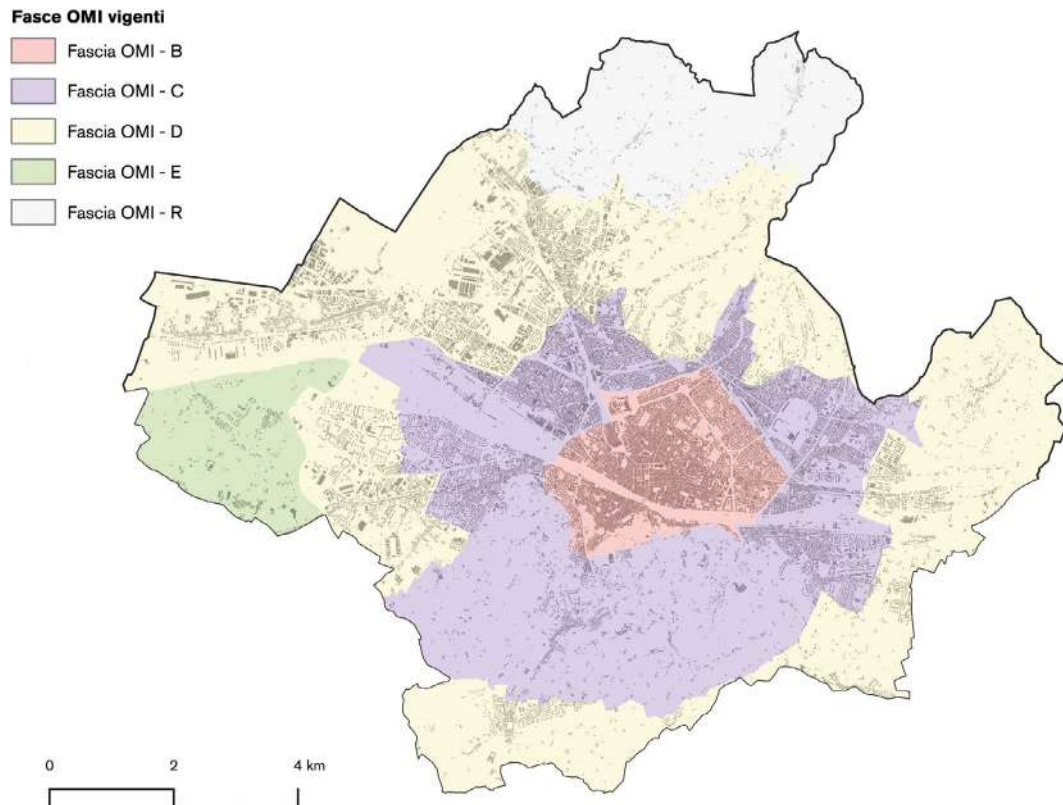 Fasce OMI vigenti
Fascia OMI - B
Fascia OMI - C
Fascia OMI - D
Fascia OMI - E
Fascia OMI - R
0 2 4 km